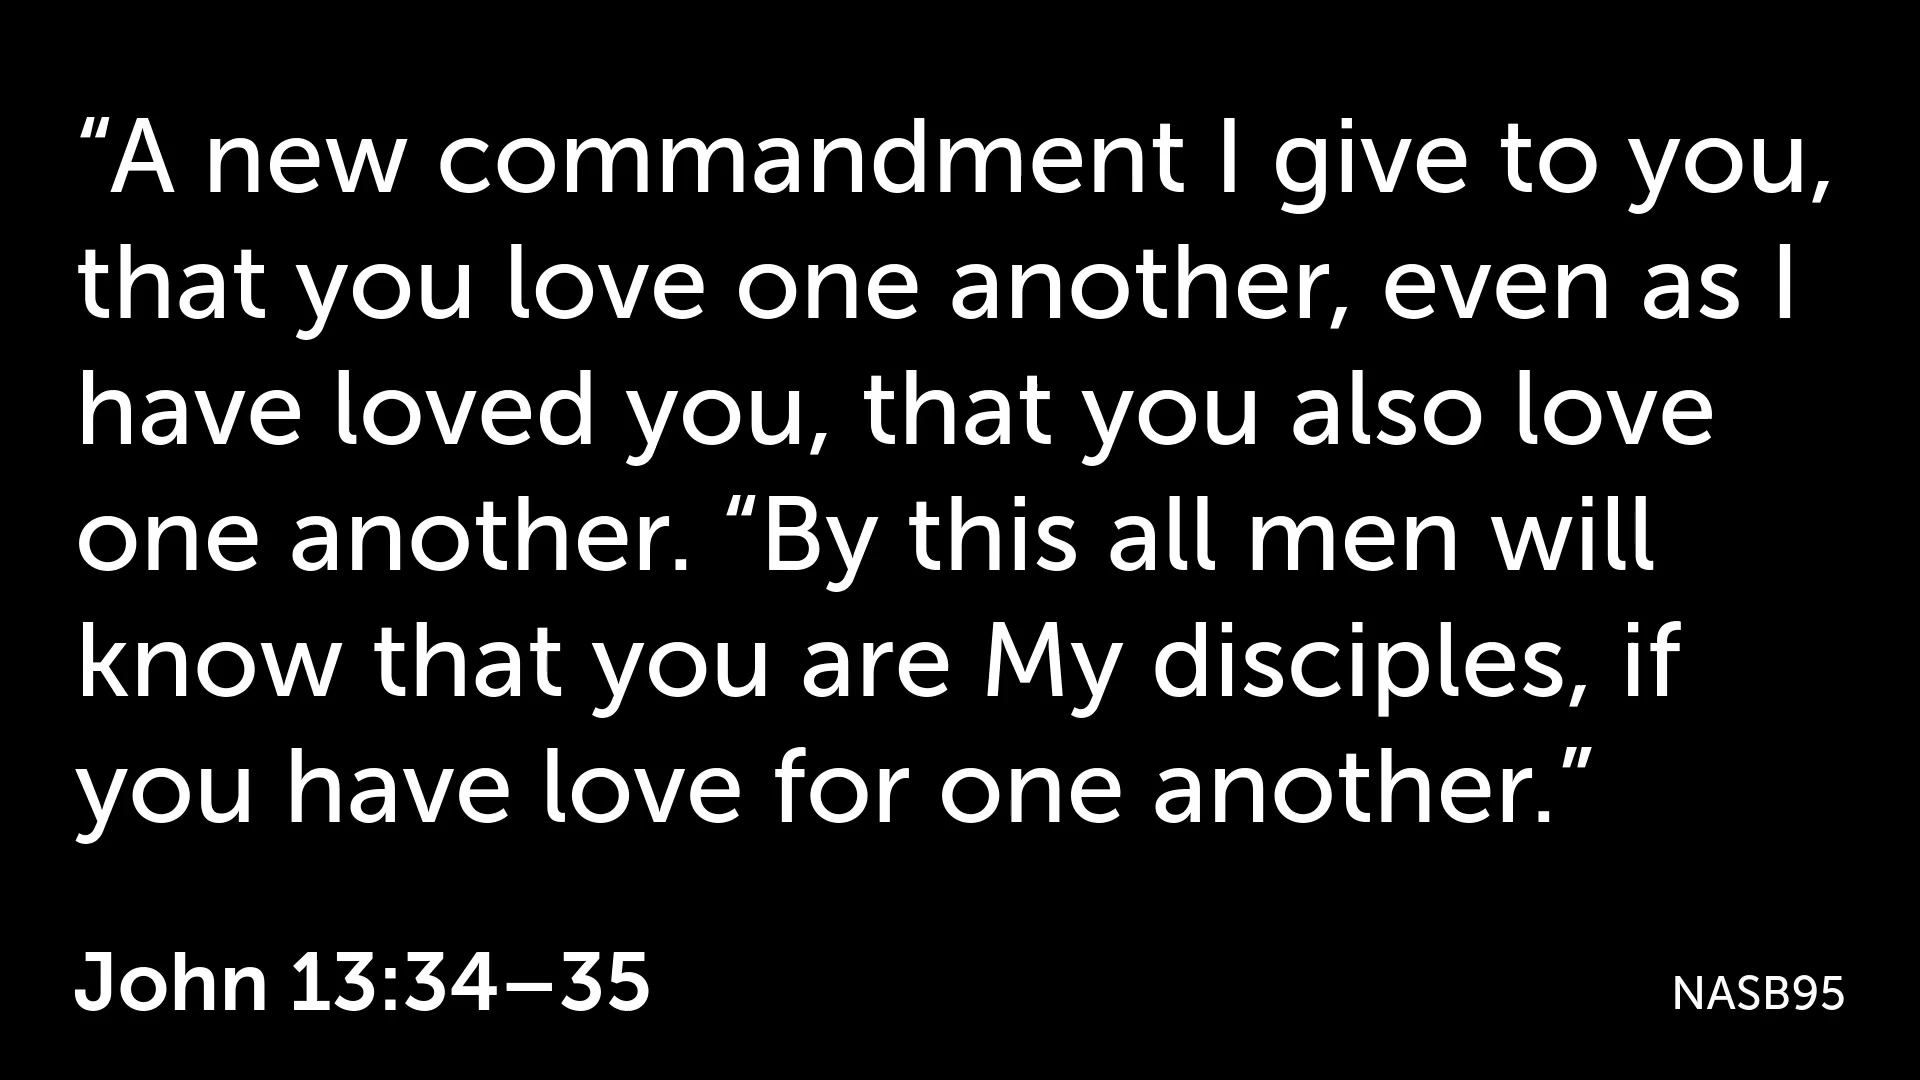 “A new commandment I give to you,
that you love one another, even as I
have loved you, that you also love
one another. “By this all men will
know that you are My disciples, if
you have love for one another.”
John 13:34–35
NASB95